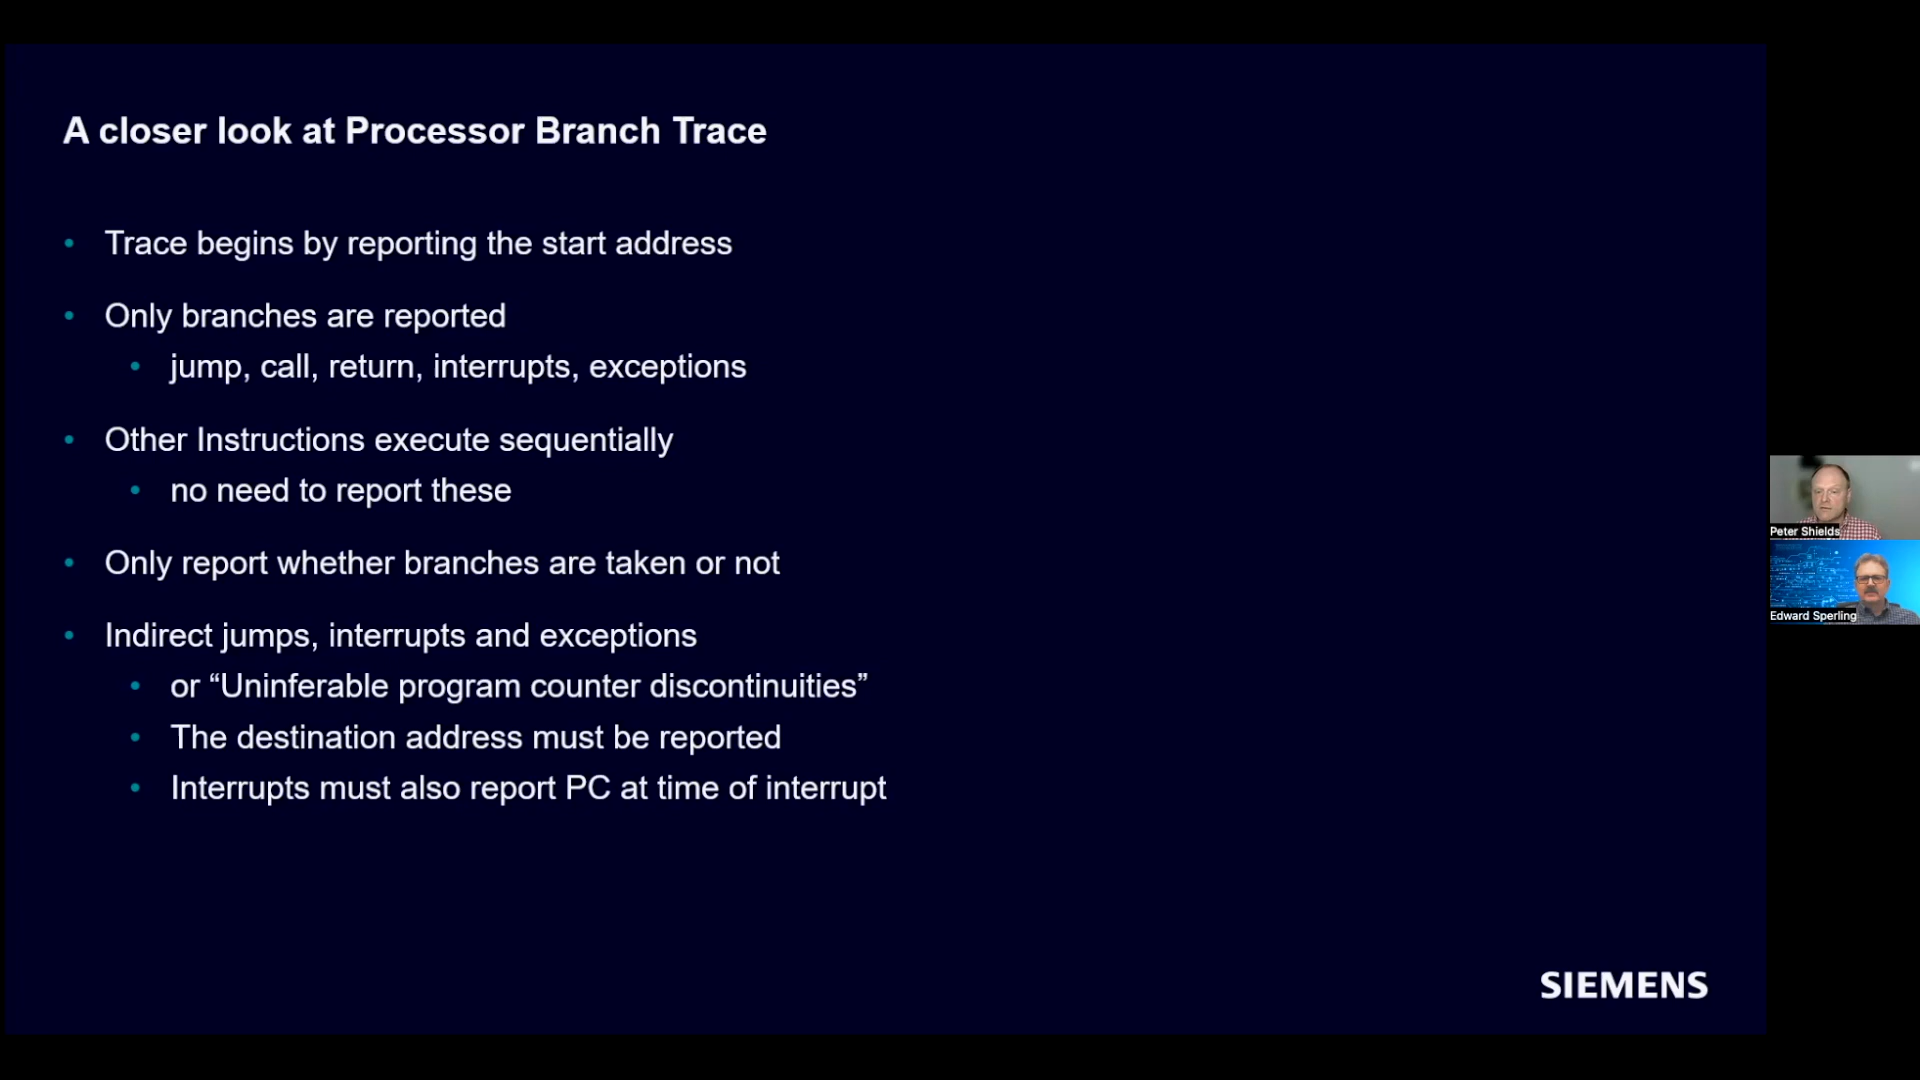 A closer look at Processor Branch Trace
• Trace begins by reporting the start address
• Only branches are reported
• jump, call, return, interrupts, exceptions
• Other Instructions execute sequentially
• no need to report these
• Only report whether branches are taken or not
• Indirect jumps, interrupts and exceptions
• or “Uninferable program counter discontinuities”
• The destination address must be reported
• Interrupts must also report PC at time of interrupt
Peter Shields
Edward Sperling
SIEMENS